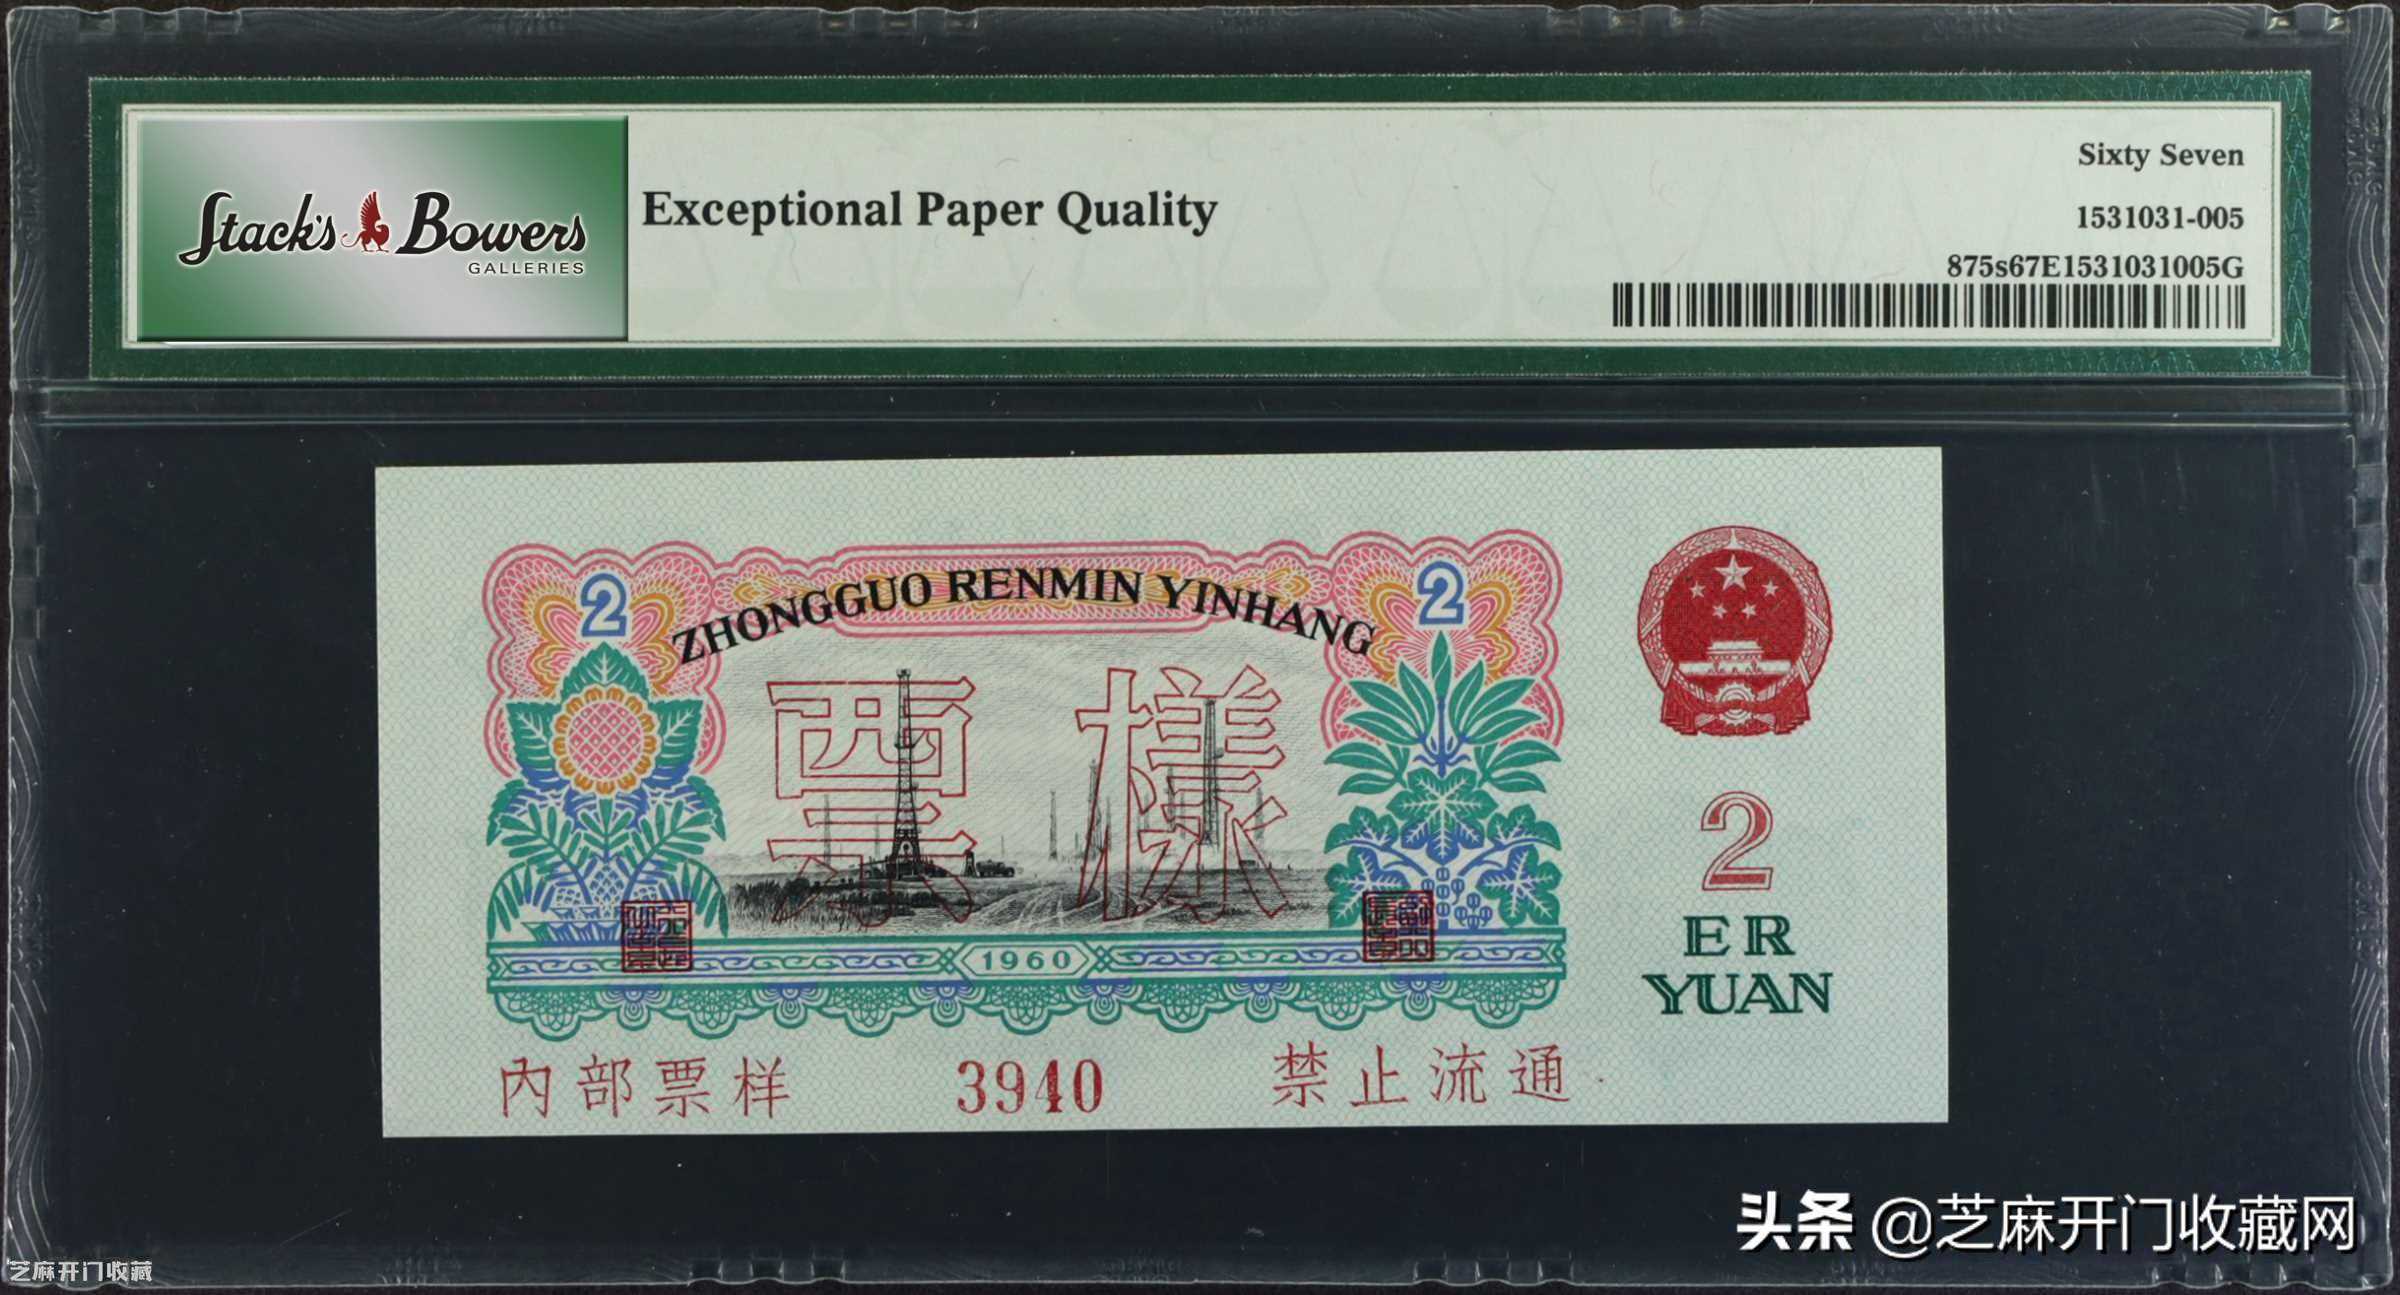 Stack's Bowers
GALLERIES
Exceptional Paper Quality
Sixty Seven
1531031-005
875s67E1531031005G
ZHONGGUO RENMIN YINHANG
2
2
票樣
1960
2
ER
YUAN
内部票样 3940 禁止流通
头条 @芝麻开门收藏网
芝麻开门收藏